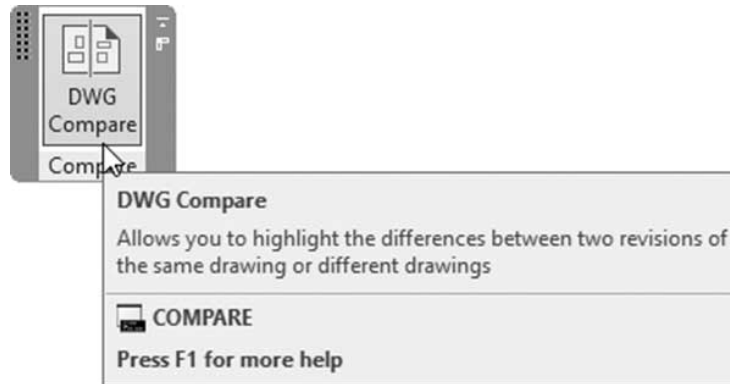 DWG
Compare
Compare
DWG Compare
Allows you to highlight the differences between two revisions of
the same drawing or different drawings
COMPARE
Press F1 for more help